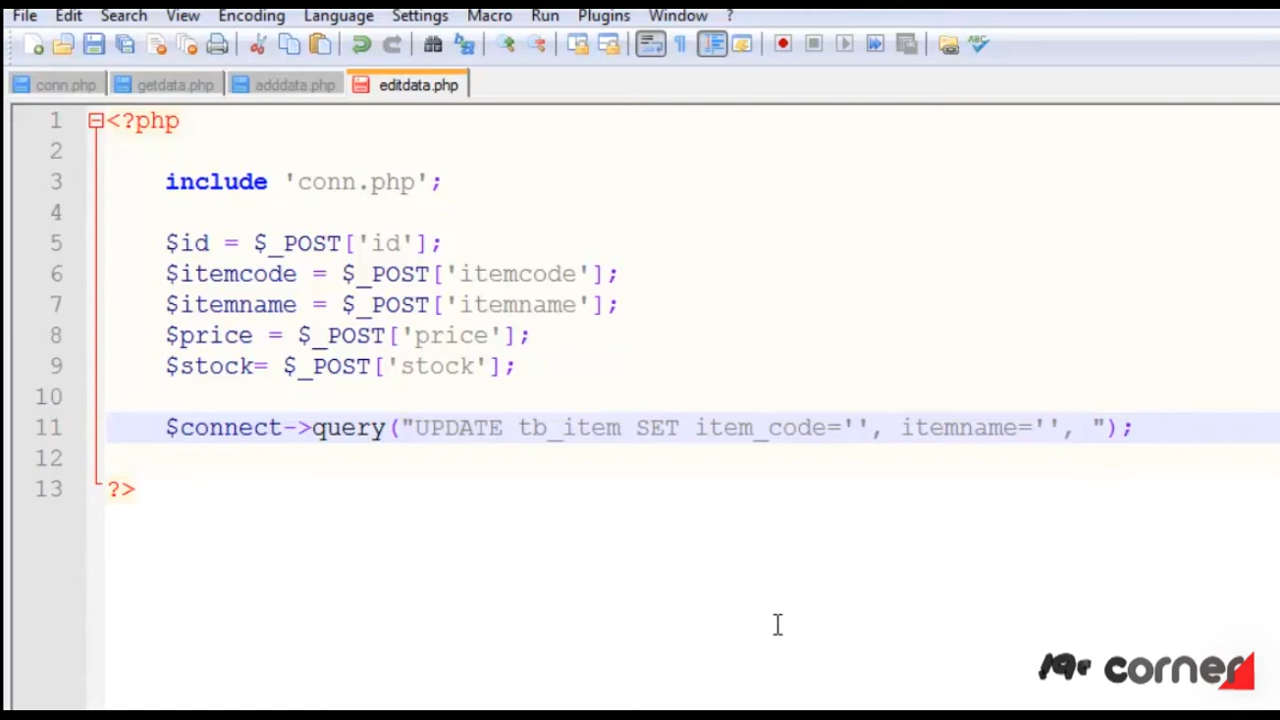 File Edit Search View Encoding Language Settings Macro Run Plugins Window ?
conn.php getdata.php adddata.php editdata.php
1 <?php
2
3 include 'conn.php';
4
5 $id = $_POST['id'];
6 $itemcode = $_POST['itemcode'];
7 $itemname = $_POST['itemname'];
8 $price = $_POST['price'];
9 $stock= $_POST['stock'];
10
11 $connect->query("UPDATE tb_item SET item_code='', itemname='', ");
12
13 ?>
corner